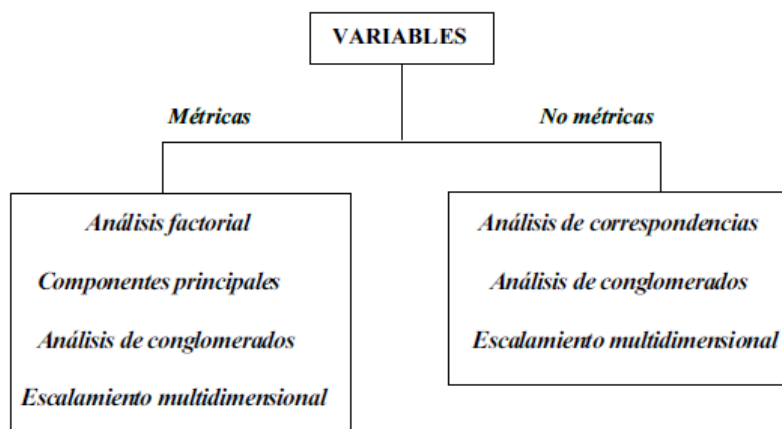 VARIABLES
Métricas
No métricas
Análisis factorial
Componentes principales
Análisis de conglomerados
Escalamiento multidimensional
Análisis de correspondencias
Análisis de conglomerados
Escalamiento multidimensional